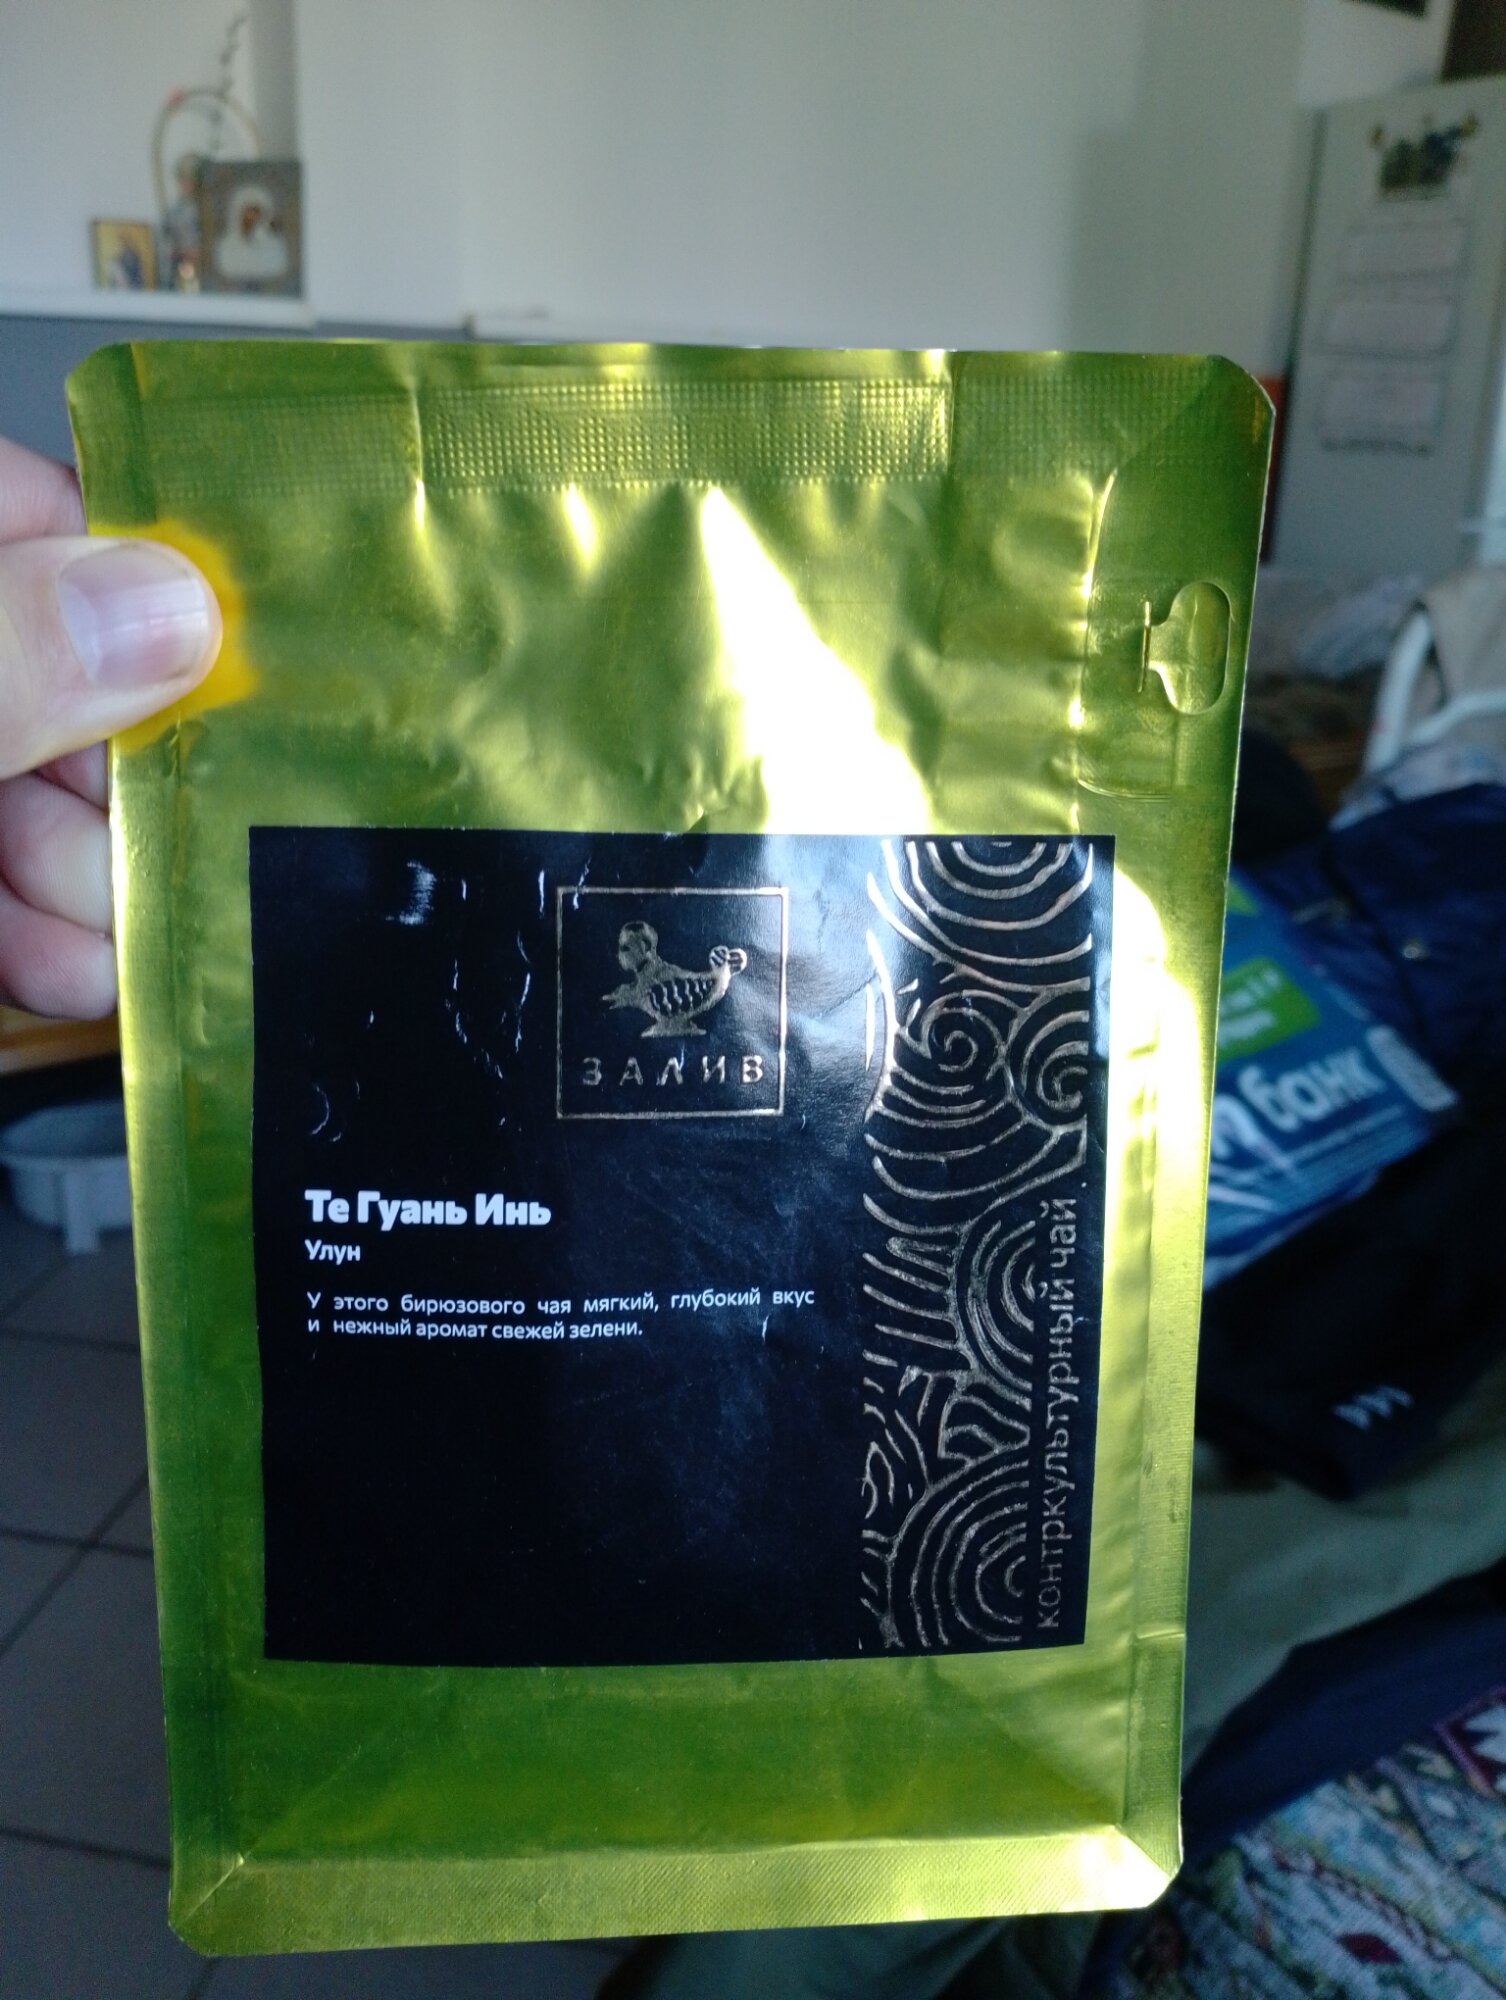 ЗАЛИВ
Те Гуань Инь
Улун
У этого бирюзового чая мягкий, глубокий вкус
и нежный аромат свежей зелени.
контркультурный чай
банк